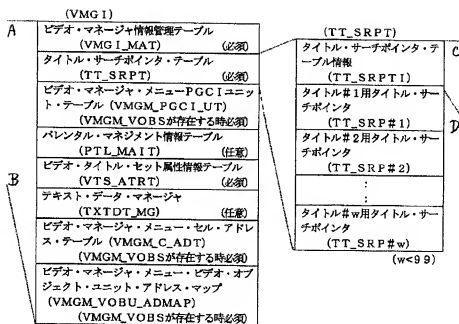 (VMGI)
A
ビデオ・マネージャ情報管理テーブル
(VMGI_MAT) (必須)
タイトル・サーチポインタ・テーブル
(TT_SRPT) (必須)
ビデオ・マネージャ・メニューPGCIユニッ
ト・テーブル (VMGM_PGCI_UT)
(VMGM_VOBSが存在する時必須)
パレンタル・マネジメント情報テーブル
(PTL_MAIT) (任意)
B
ビデオ・タイトル・セット属性情報テーブル
(VTS_ATRT) (必須)
テキスト・データ・マネージャ
(TXTDT_MG) (任意)
ビデオ・マネージャ・メニュー・セル・アドレ
ス・テーブル (VMGM_C_ADT)
(VMGM_VOBSが存在する時必須)
ビデオ・マネージャ・メニュー・ビデオ・オブ
ジェクト・ユニット・アドレス・マップ
(VMGM_VOBU_ADMAP)
(VMGM_VOBSが存在する時必須)
(TT_SRPT)
C
タイトル・サーチポインタ・テ
ーブル情報
(TT_SRPTI)
D
タイトル#1用タイトル・サー
チポインタ
(TT_SRP#1)
タイトル#2用タイトル・サー
チポインタ
(TT_SRP#2)
:
:
タイトル#w用タイトル・サー
チポインタ
(TT_SRP#w)
(w<99)